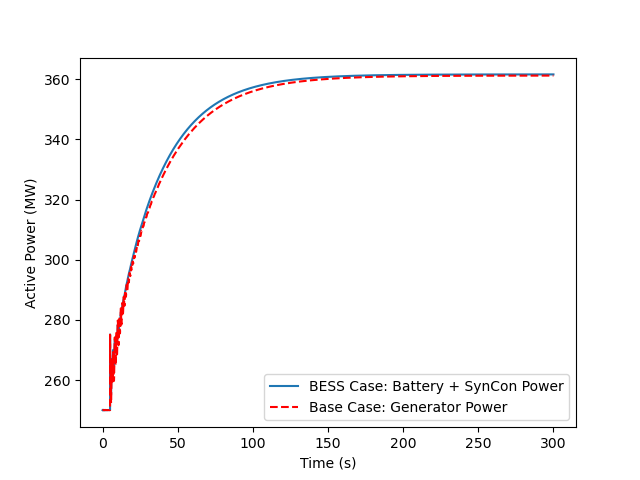 360
340
320
300
280
260
Active Power (MW)
BESS Case: Battery + SynCon Power
Base Case: Generator Power
0 50 100 150 200 250 300
Time (s)